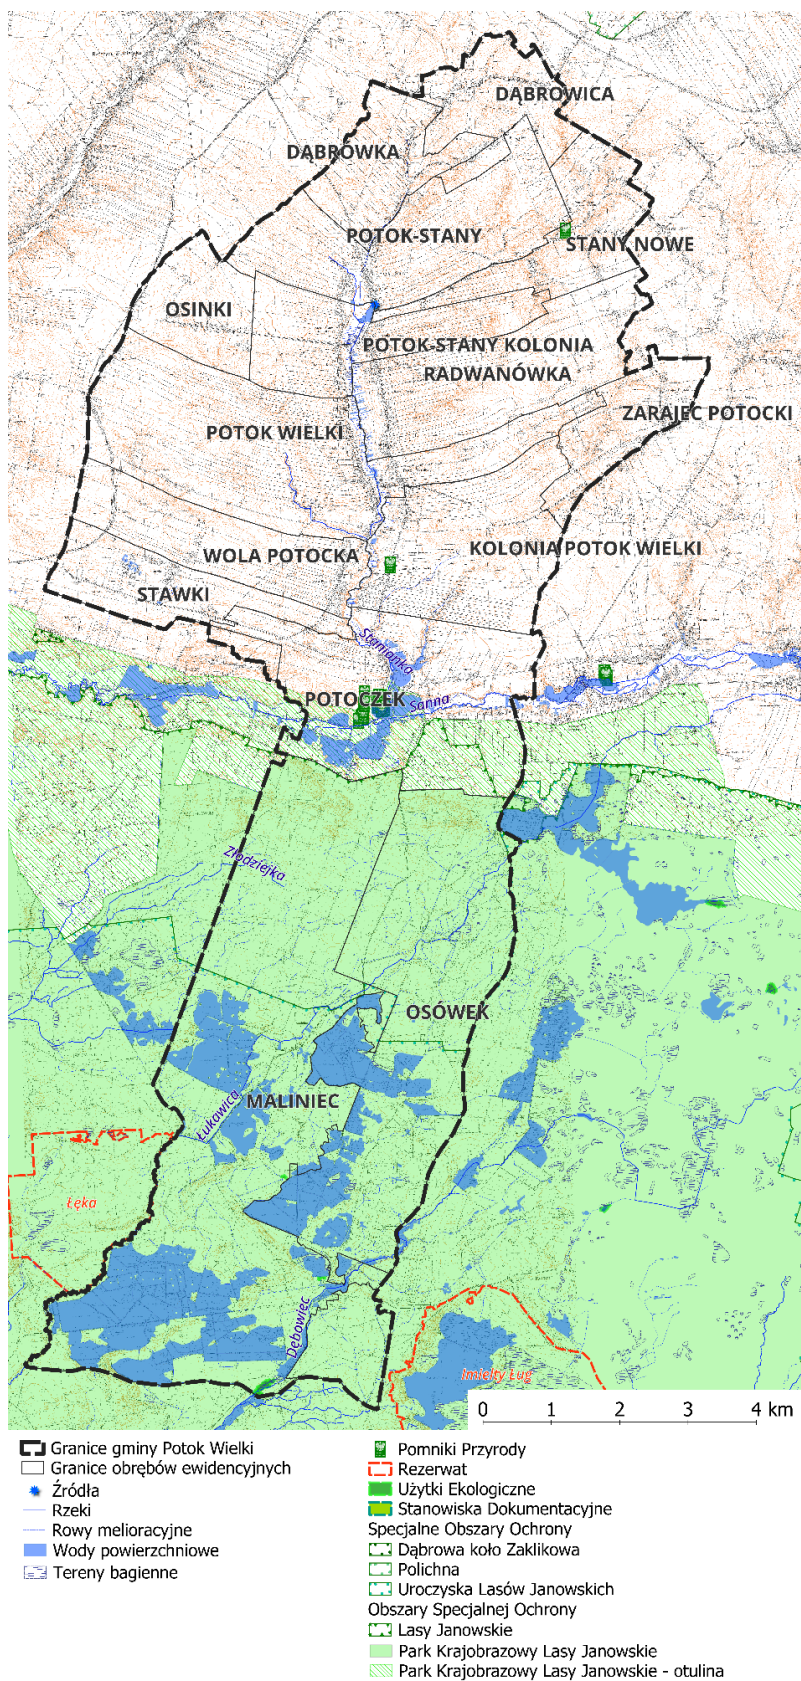 DĄBROWICA
DĄBRÓWKA
POTOK-STANY
STANY NOWE
OSINKI
POTOK-STANY KOLONIA
RADWANÓWKA
ZARAJEC POTOCKI
POTOK WIELKI
WOLA POTOCKA
KOLONIA POTOK WIELKI
STAWKI
Stanianka
POTOCZEK
Sanna
Złodziejka
OSÓWEK
MALINIEC
Łukawica
Łęka
Dębowiec
Imielty Ług
0 1 2 3 4 km
Granice gminy Potok Wielki
Granice obrębów ewidencyjnych
Źródła
Rzeki
Rowy melioracyjne
Wody powierzchniowe
Tereny bagienne
Pomniki Przyrody
Rezerwat
Użytki Ekologiczne
Stanowiska Dokumentacyjne
Specjalne Obszary Ochrony
Dąbrowa koło Zaklikowa
Polichna
Uroczyska Lasów Janowskich
Obszary Specjalnej Ochrony
Lasy Janowskie
Park Krajobrazowy Lasy Janowskie
Park Krajobrazowy Lasy Janowskie - otulina